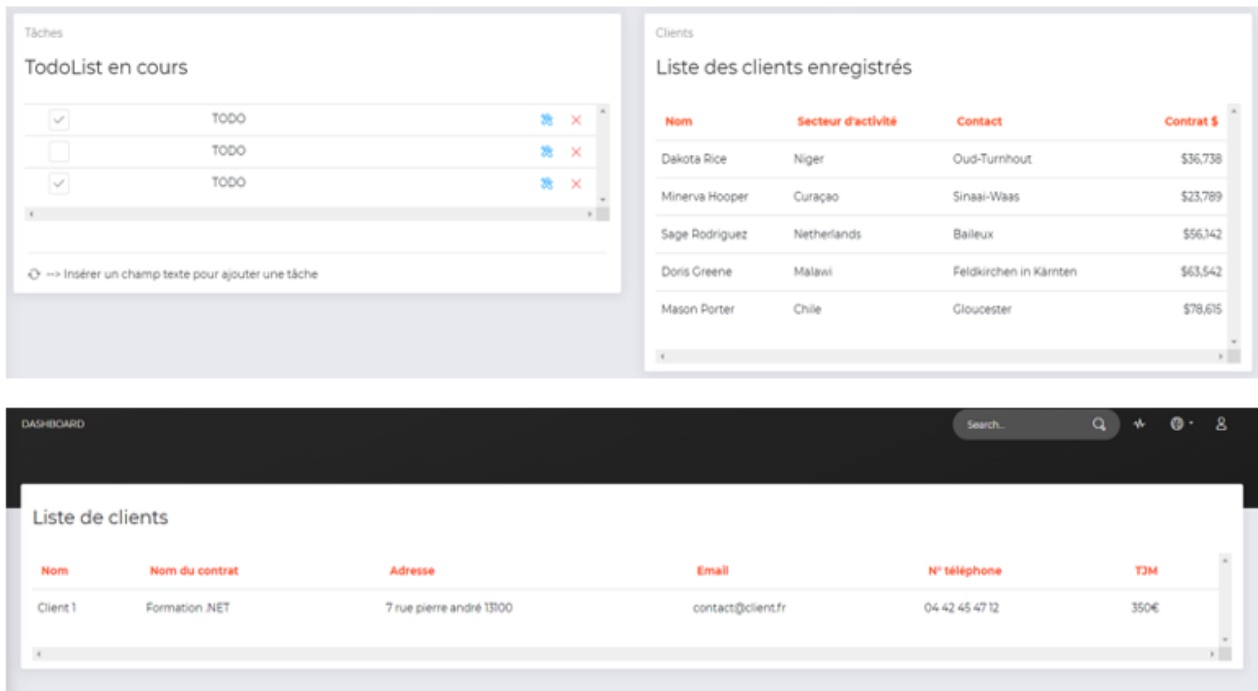 Tâches
TodoList en cours
TODO
TODO
TODO
--> Insérer un champ texte pour ajouter une tâche
Clients
Liste des clients enregistrés
Nom Secteur d'activité Contact Contrat $
Dakota Rice Niger Oud-Turnhout $36,738
Minerva Hooper Curaçao Sinaai-Waas $23,789
Sage Rodriguez Netherlands Baileux $56,142
Doris Greene Malawi Feldkirchen in Kärnten $63,542
Mason Porter Chile Gloucester $78,615
DASHBOARD Search...
Liste de clients
Nom Nom du contrat Adresse Email N° téléphone TJM
Client 1 Formation .NET 7 rue pierre andré 13100 contact@client.fr 04 42 45 47 12 350€